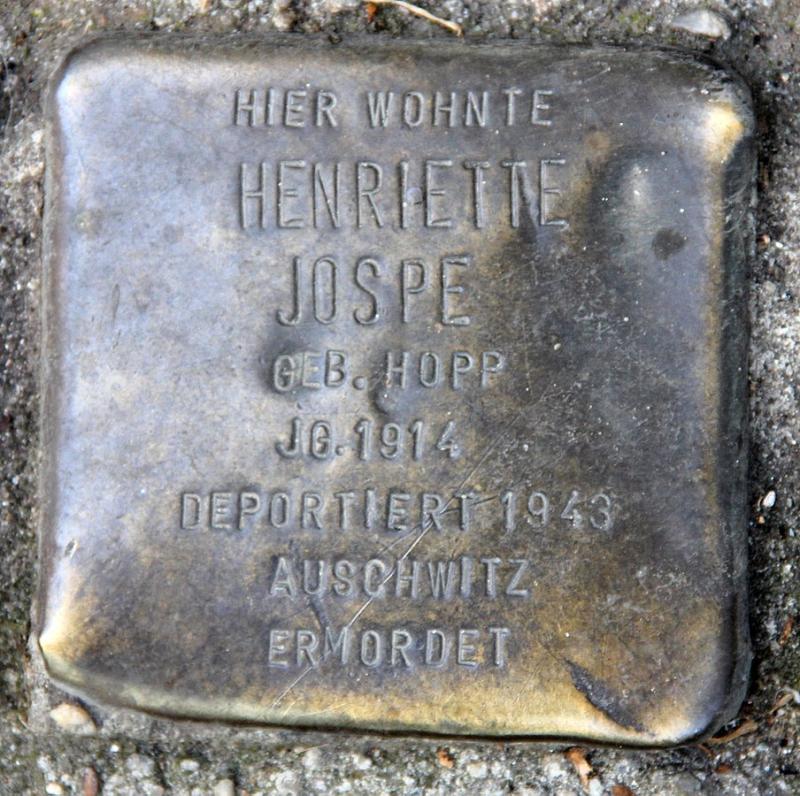 HIER WOHNTE
HENRIETTE
JOSPE
GEB. HOPP
JG. 1914
DEPORTIERT 1943
AUSCHWITZ
ERMORDET